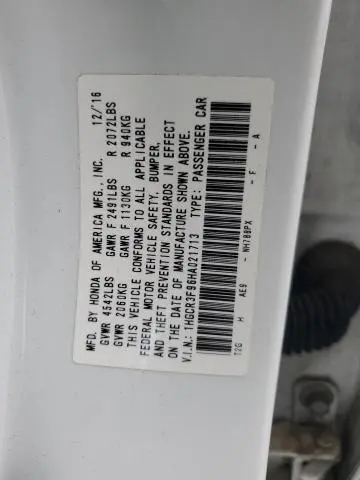 MFD. BY HONDA OF AMERICA MFG., INC. 12/'16
GVWR 4542LBS GAWR F 2491LBS R 2072LBS
GVWR 2060KG GAWR F 1130KG R 940KG
THIS VEHICLE CONFORMS TO ALL APPLICABLE
FEDERAL MOTOR VEHICLE SAFETY, BUMPER,
AND THEFT PREVENTION STANDARDS IN EFFECT
ON THE DATE OF MANUFACTURE SHOWN ABOVE.
V.I.N.: 1HGCR3F96HA021713 TYPE: PASSENGER CAR
T2G H AE9 - NH788PX - F - A